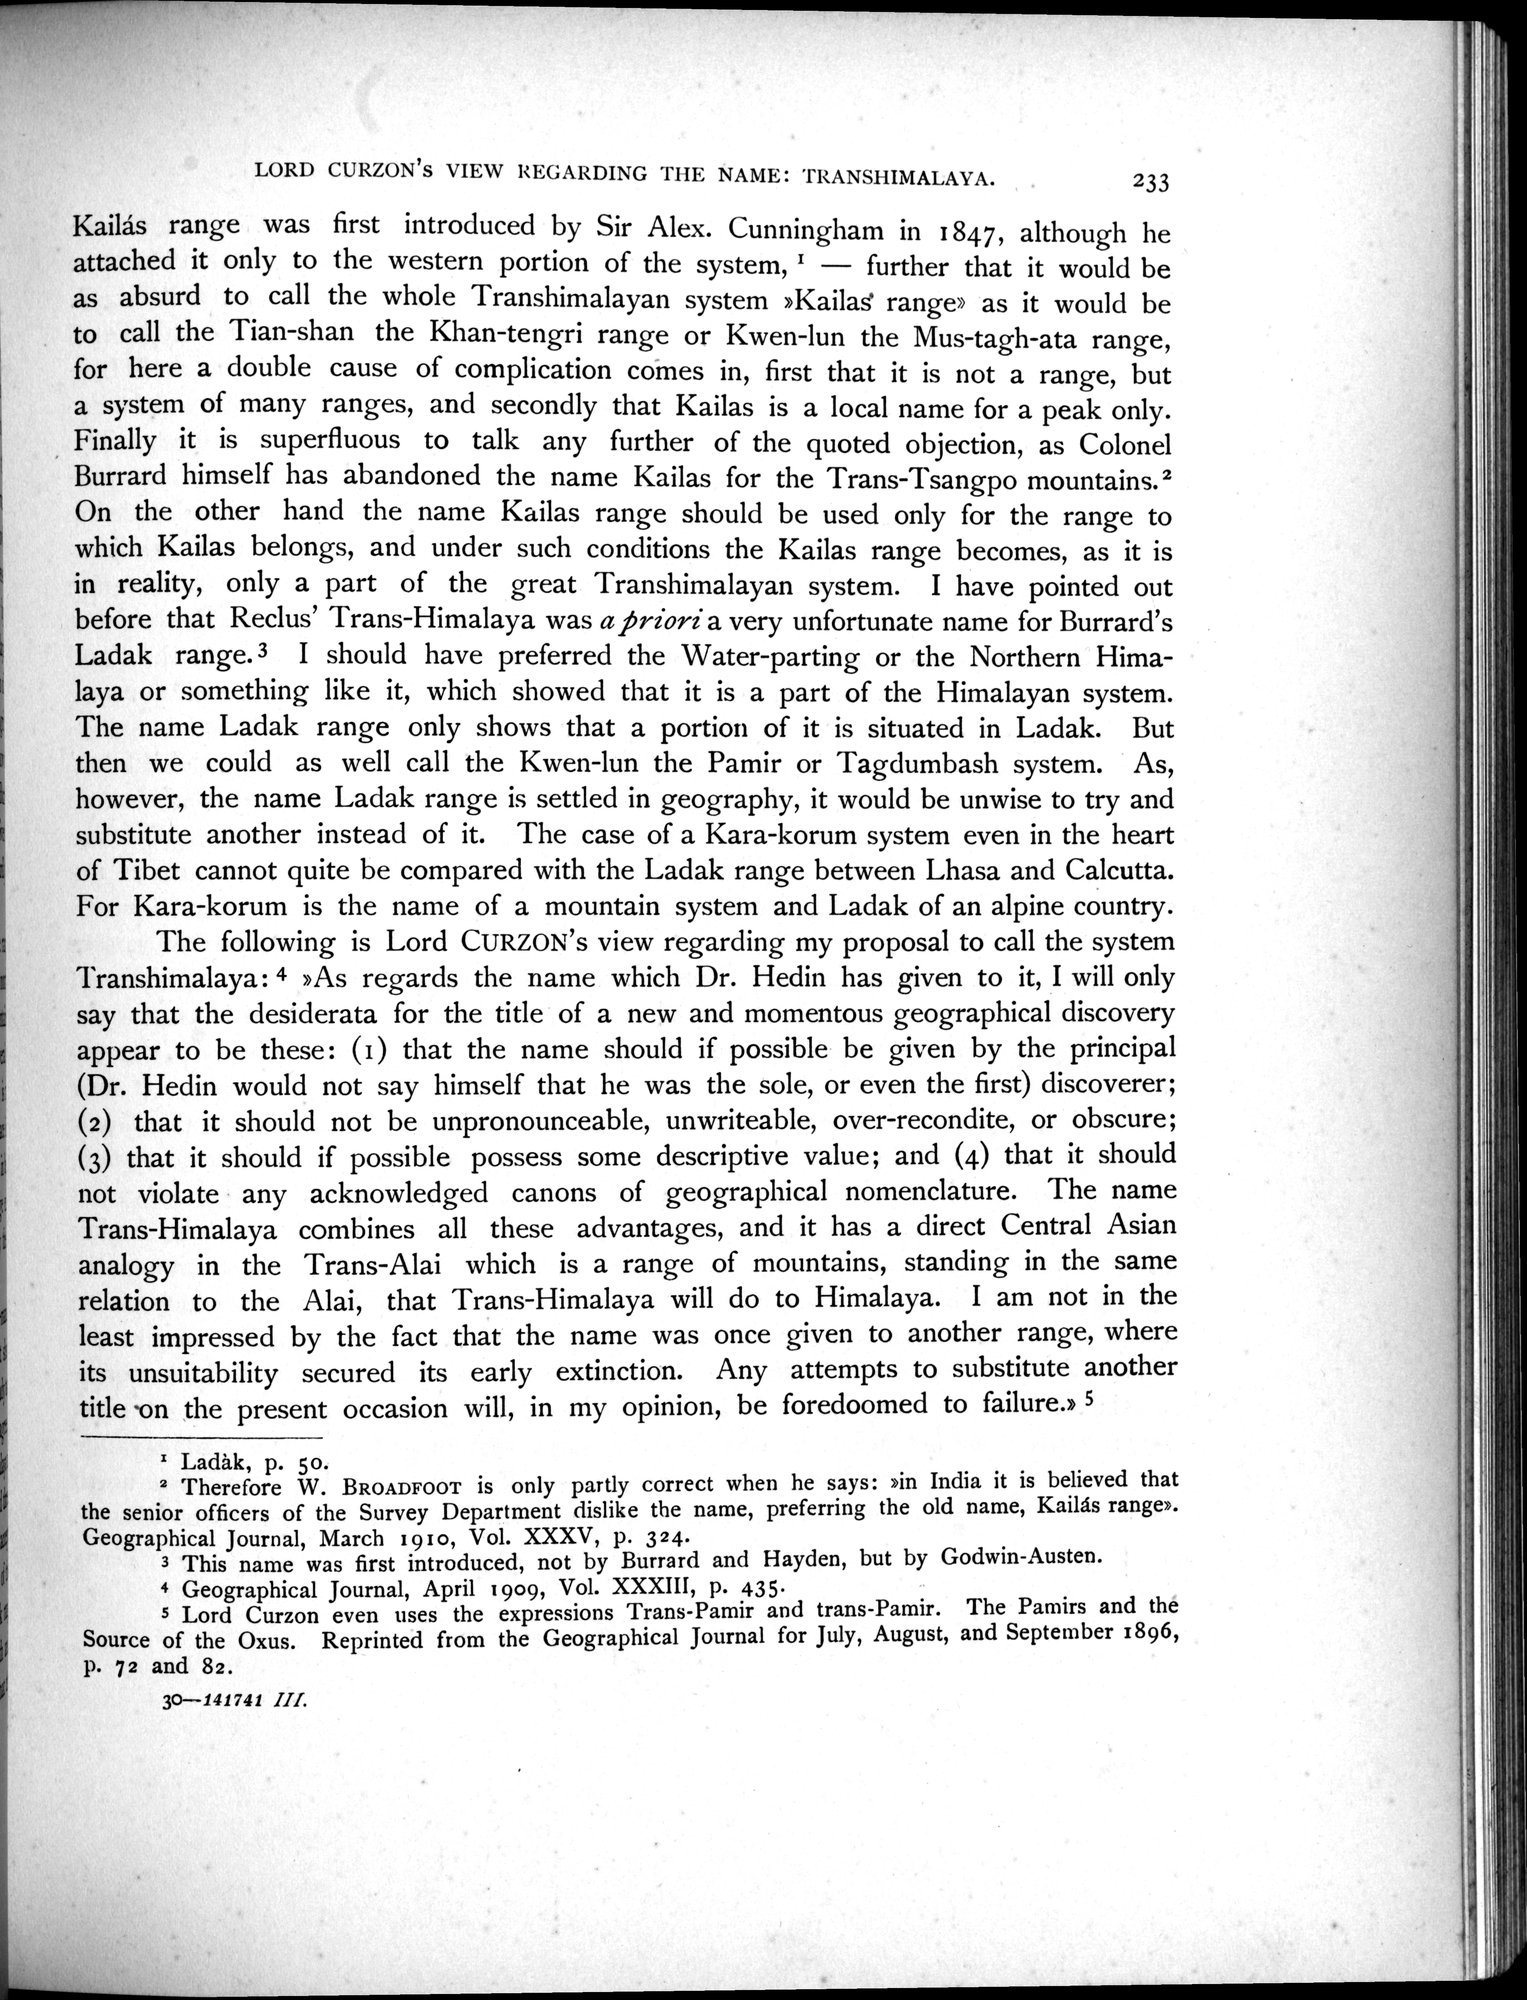 LORD CURZON'S VIEW REGARDING THE NAME: TRANSHIMALAYA. 233
Kailás range was first introduced by Sir Alex. Cunningham in 1847, although he
attached it only to the western portion of the system, ¹ — further that it would be
as absurd to call the whole Transhimalayan system »Kailas range» as it would be
to call the Tian-shan the Khan-tengri range or Kwen-lun the Mus-tagh-ata range,
for here a double cause of complication comes in, first that it is not a range, but
a system of many ranges, and secondly that Kailas is a local name for a peak only.
Finally it is superfluous to talk any further of the quoted objection, as Colonel
Burrard himself has abandoned the name Kailas for the Trans-Tsangpo mountains.²
On the other hand the name Kailas range should be used only for the range to
which Kailas belongs, and under such conditions the Kailas range becomes, as it is
in reality, only a part of the great Transhimalayan system. I have pointed out
before that Reclus' Trans-Himalaya was a priori a very unfortunate name for Burrard's
Ladak range.³ I should have preferred the Water-parting or the Northern Hima-
laya or something like it, which showed that it is a part of the Himalayan system.
The name Ladak range only shows that a portion of it is situated in Ladak. But
then we could as well call the Kwen-lun the Pamir or Tagdumbash system. As,
however, the name Ladak range is settled in geography, it would be unwise to try and
substitute another instead of it. The case of a Kara-korum system even in the heart
of Tibet cannot quite be compared with the Ladak range between Lhasa and Calcutta.
For Kara-korum is the name of a mountain system and Ladak of an alpine country.
The following is Lord CURZON's view regarding my proposal to call the system
Transhimalaya: ⁴ »As regards the name which Dr. Hedin has given to it, I will only
say that the desiderata for the title of a new and momentous geographical discovery
appear to be these: (1) that the name should if possible be given by the principal
(Dr. Hedin would not say himself that he was the sole, or even the first) discoverer;
(2) that it should not be unpronounceable, unwriteable, over-recondite, or obscure;
(3) that it should if possible possess some descriptive value; and (4) that it should
not violate any acknowledged canons of geographical nomenclature. The name
Trans-Himalaya combines all these advantages, and it has a direct Central Asian
analogy in the Trans-Alai which is a range of mountains, standing in the same
relation to the Alai, that Trans-Himalaya will do to Himalaya. I am not in the
least impressed by the fact that the name was once given to another range, where
its unsuitability secured its early extinction. Any attempts to substitute another
title on the present occasion will, in my opinion, be foredoomed to failure.» ⁵
¹ Ladàk, p. 50.
² Therefore W. BROADFOOT is only partly correct when he says: »in India it is believed that
the senior officers of the Survey Department dislike the name, preferring the old name, Kailás range».
Geographical Journal, March 1910, Vol. XXXV, p. 324.
³ This name was first introduced, not by Burrard and Hayden, but by Godwin-Austen.
⁴ Geographical Journal, April 1909, Vol. XXXIII, p. 435.
⁵ Lord Curzon even uses the expressions Trans-Pamir and trans-Pamir. The Pamirs and the
Source of the Oxus. Reprinted from the Geographical Journal for July, August, and September 1896,
p. 72 and 82.
30—141741 III.